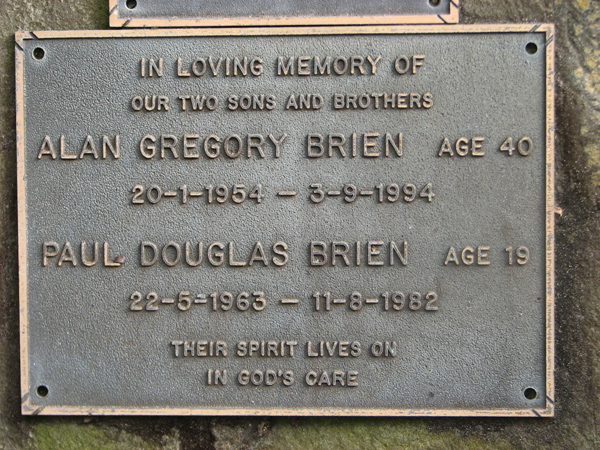 IN LOVING MEMORY OF
OUR TWO SONS AND BROTHERS
ALAN GREGORY BRIEN AGE 40
20-1-1954 - 3-9-1994
PAUL DOUGLAS BRIEN AGE 19
22-5-1963 - 11-8-1982
THEIR SPIRIT LIVES ON
IN GOD'S CARE